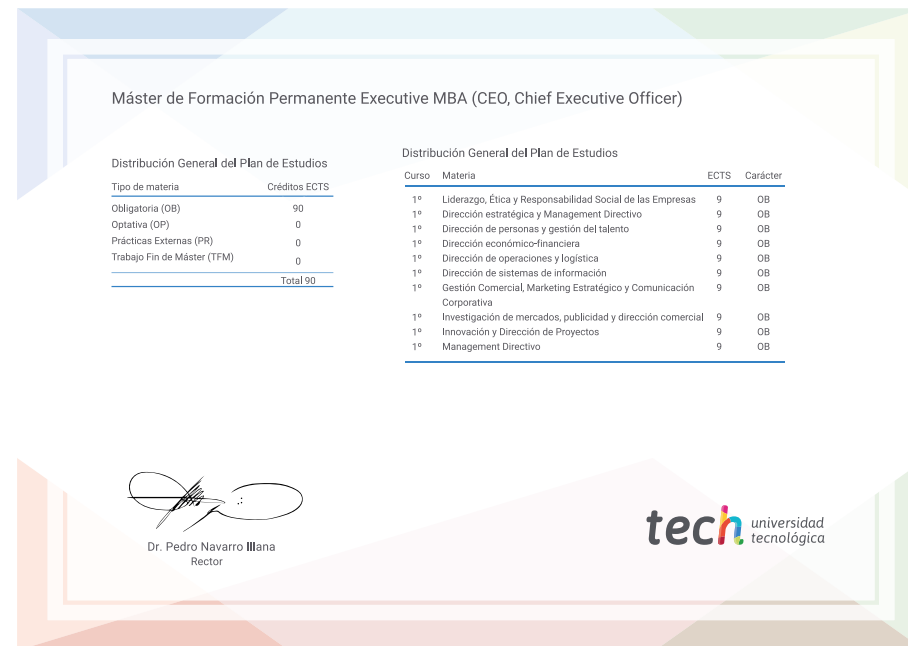 Máster de Formación Permanente Executive MBA (CEO, Chief Executive Officer)
Distribución General del Plan de Estudios
Tipo de materia Créditos ECTS
Obligatoria (OB) 90
Optativa (OP) 0
Prácticas Externas (PR) 0
Trabajo Fin de Máster (TFM) 0
Total 90
Distribución General del Plan de Estudios
Curso Materia ECTS Carácter
1º Liderazgo, Ética y Responsabilidad Social de las Empresas 9 OB
1º Dirección estratégica y Management Directivo 9 OB
1º Dirección de personas y gestión del talento 9 OB
1º Dirección económico-financiera 9 OB
1º Dirección de operaciones y logística 9 OB
1º Dirección de sistemas de información 9 OB
1º Gestión Comercial, Marketing Estratégico y Comunicación 9 OB
Corporativa
1º Investigación de mercados, publicidad y dirección comercial 9 OB
1º Innovación y Dirección de Proyectos 9 OB
1º Management Directivo 9 OB
Dr. Pedro Navarro Illana
Rector
tech universidad
tecnológica